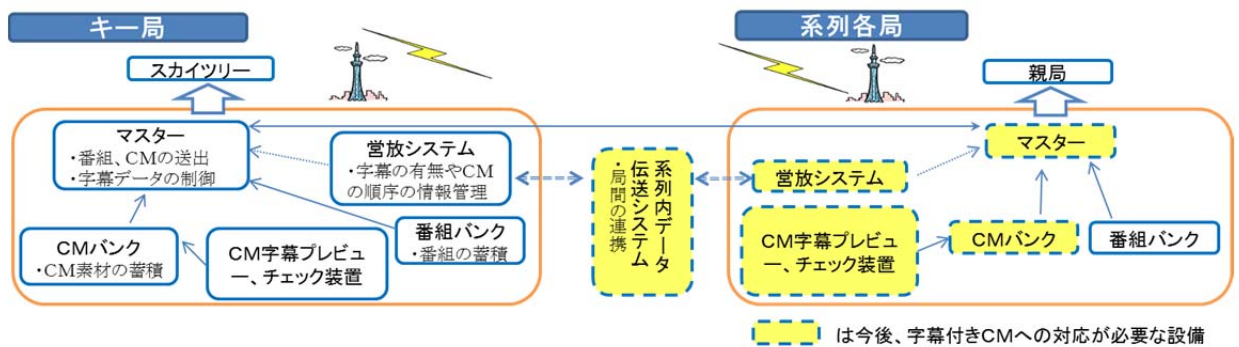 キー局
スカイツリー
マスター
・番組、CMの送出
・字幕データの制御
営放システム
・字幕の有無やCM
の順序の情報管理
CMバンク
・CM素材の蓄積
CM字幕プレビュ
ー、チェック装置
番組バンク
・番組の蓄積
系列内データ
伝送システム
・局間の連携
系列各局
親局
マスター
営放システム
CM字幕プレビュ
ー、チェック装置
CMバンク
番組バンク
は今後、字幕付きCMへの対応が必要な設備